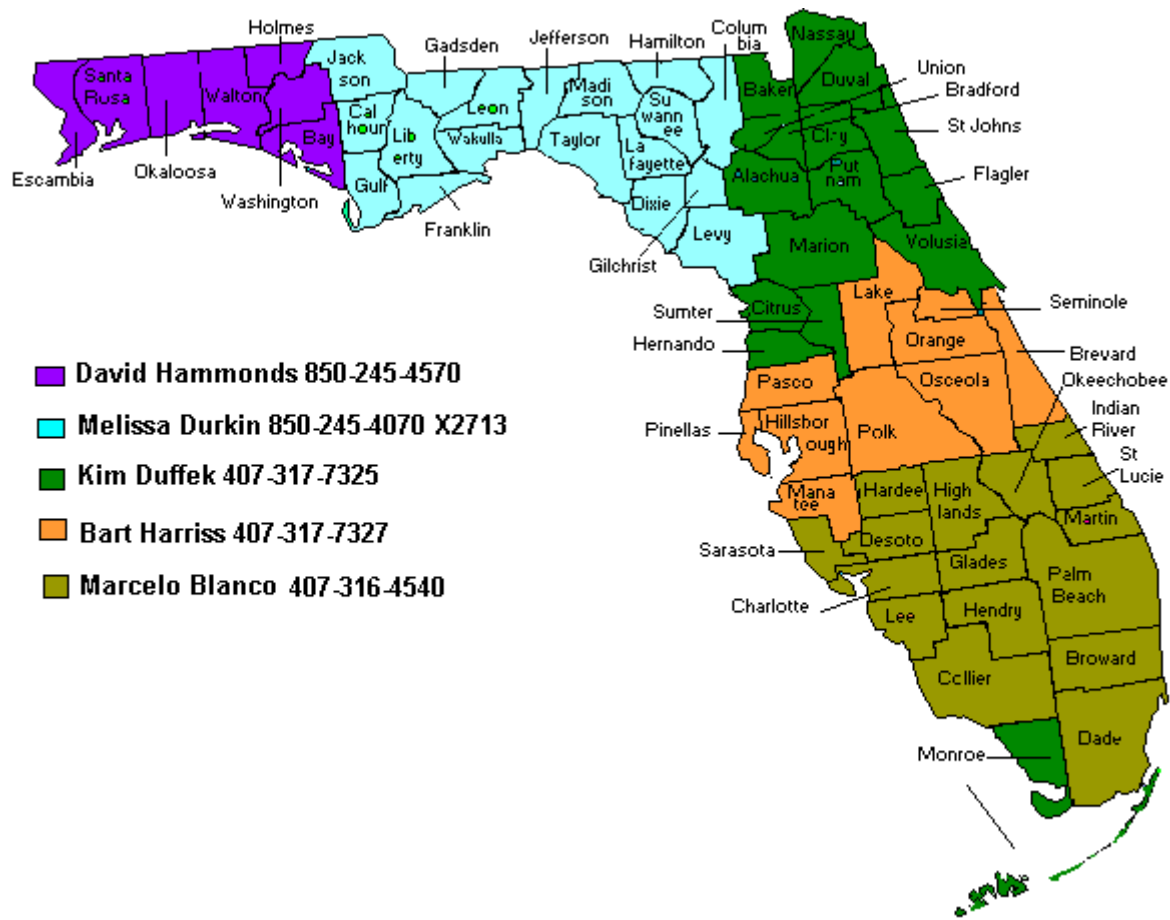 Holmes
Gadsden
Jefferson
Hamilton
Colum
bia
Nassau
Jack
son
Santa
Rosa
Walton
Leon
Madi
son
Su
wann
ee
Baker
Duval
Union
Bradford
Cal
houn
Lib
erty
Wakulla
Taylor
La
fayette
Clay
St Johns
Bay
Escambia
Okaloosa
Washington
Gulf
Franklin
Dixie
Gilchrist
Levy
Alachua
Put
nam
Flagler
Marion
Volusia
Lake
Citrus
Sumter
Seminole
Hernando
Orange
Brevard
Pasco
Osceola
Okeechobee
Pinellas
Hillsbor
ough
Polk
Indian
River
St
Lucie
Mana
tee
Hardee
High
lands
Martin
Sarasota
Desoto
Glades
Palm
Beach
Charlotte
Lee
Hendry
Broward
Collier
Dade
Monroe
David Hammonds 850-245-4570
Melissa Durkin 850-245-4070 X2713
Kim Duffek 407-317-7325
Bart Harriss 407-317-7327
Marcelo Blanco 407-316-4540